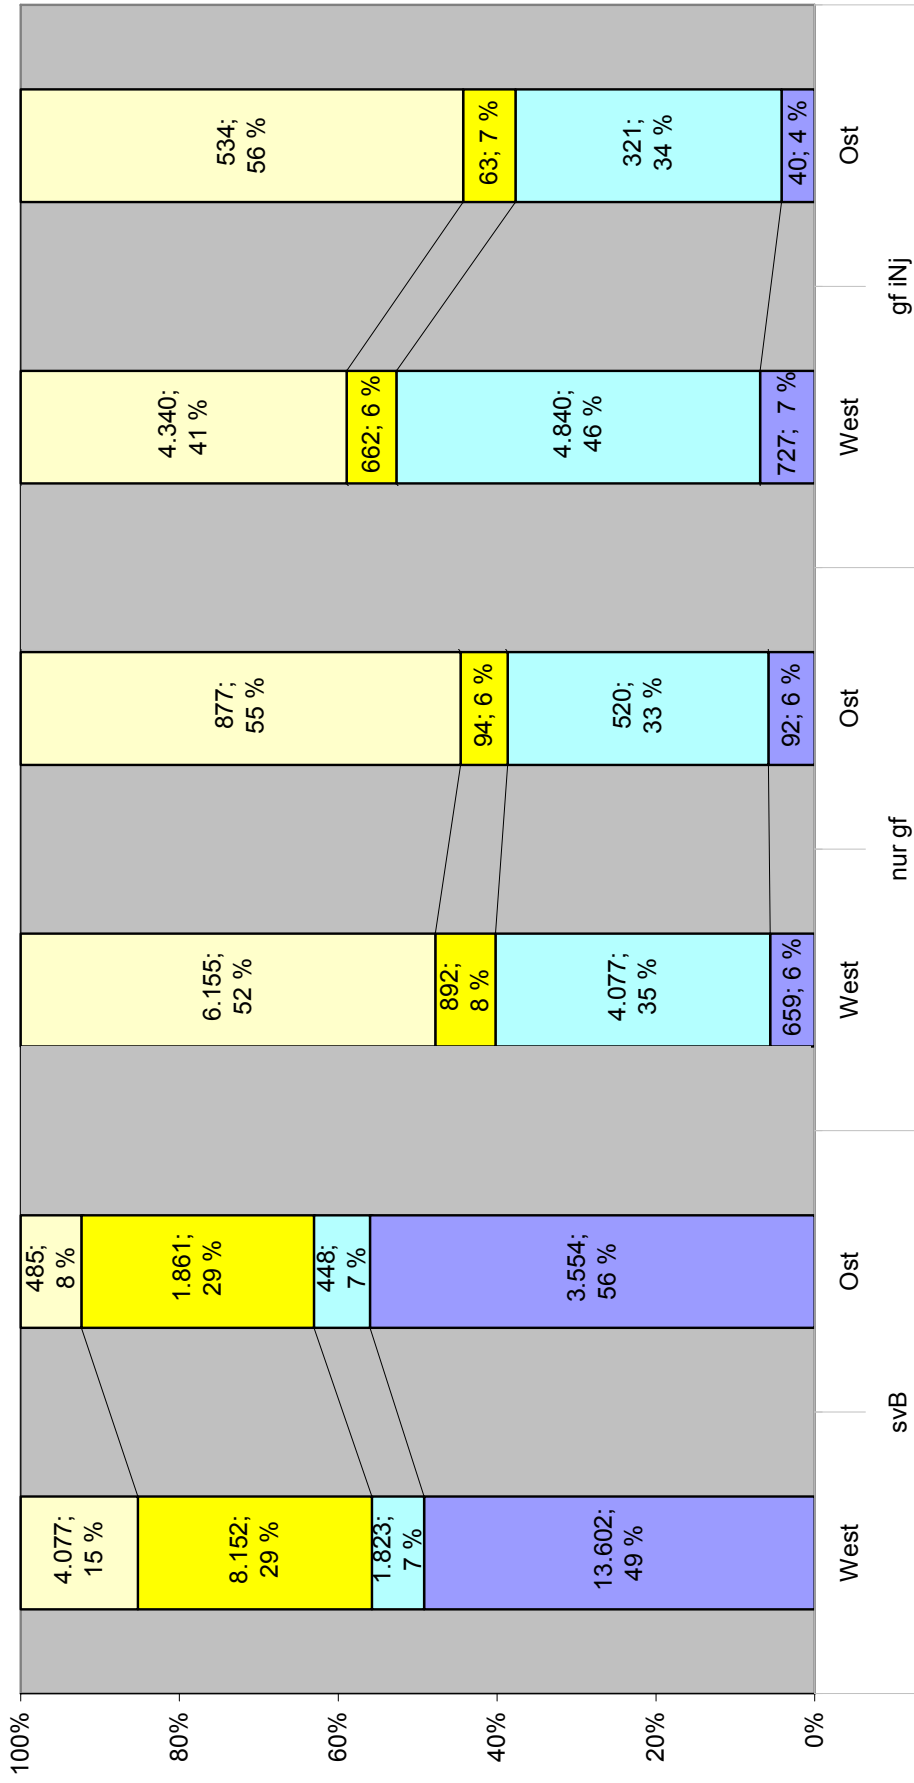 100%
80%
60%
40%
20%
0%
4.077;
15 %
8.152;
29 %
1.823;
7 %
13.602;
49 %
485;
8 %
1.861;
29 %
448;
7 %
3.554;
56 %
6.155;
52 %
892;
8 %
4.077;
35 %
659; 6 %
877;
55 %
94; 6 %
520;
33 %
92; 6 %
4.340;
41 %
662; 6 %
4.840;
46 %
727; 7 %
534;
56 %
63; 7 %
321;
34 %
40; 4 %
West
Ost
West
Ost
West
Ost
svB
nur gf
gf iNj